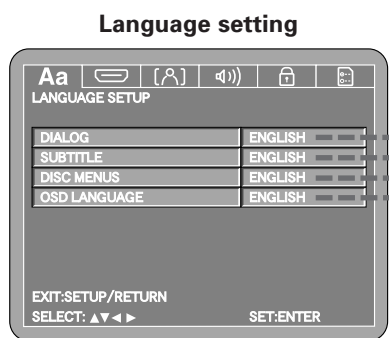 Language setting
Aa
LANGUAGE SETUP
DIALOG ENGLISH
SUBTITLE ENGLISH
DISC MENUS ENGLISH
OSD LANGUAGE ENGLISH
EXIT:SETUP/RETURN
SELECT: ▲▼◄ ► SET:ENTER